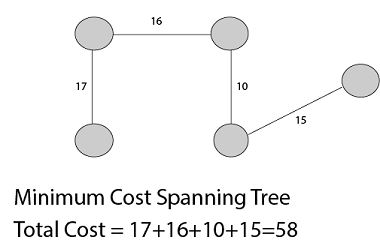 16
17
10
15
Minimum Cost Spanning Tree
Total Cost = 17+16+10+15=58